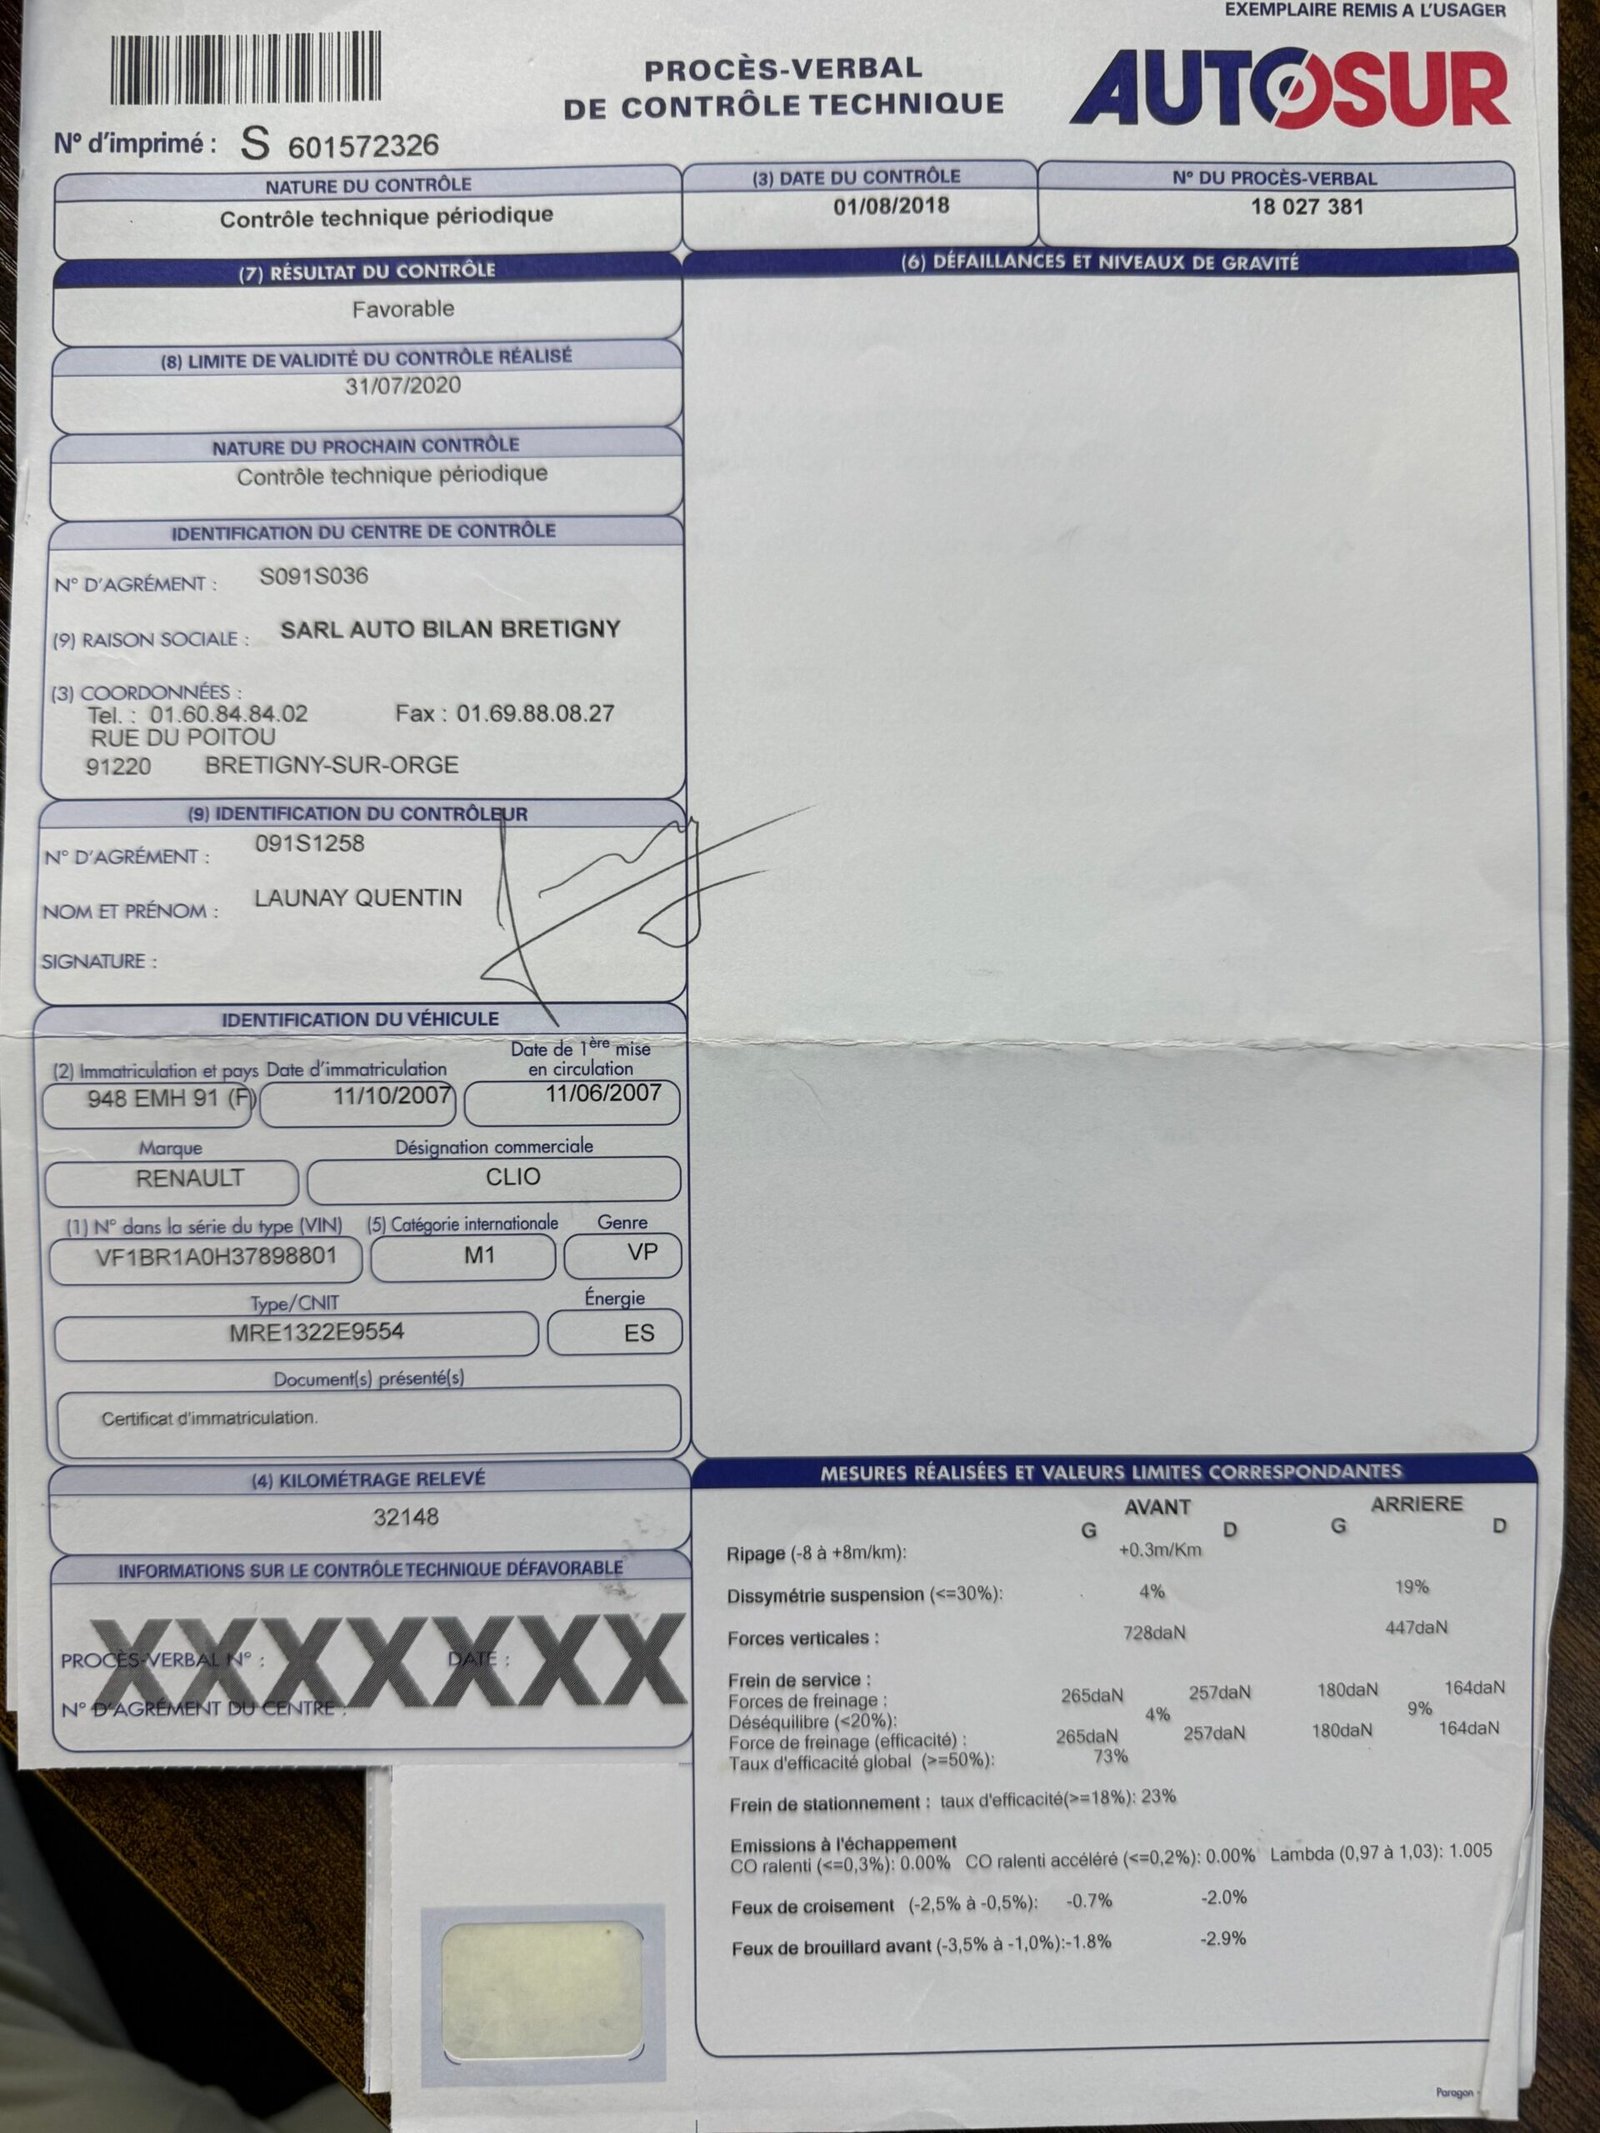 EXEMPLAIRE REMIS A L'USAGER
PROCÈS-VERBAL
DE CONTRÔLE TECHNIQUE
AUTOSUR
N° d'imprimé : S 601572326
NATURE DU CONTRÔLE
Contrôle technique périodique
(3) DATE DU CONTRÔLE
01/08/2018
N° DU PROCÈS-VERBAL
18 027 381
(7) RÉSULTAT DU CONTRÔLE
Favorable
(6) DÉFAILLANCES ET NIVEAUX DE GRAVITÉ
(8) LIMITE DE VALIDITÉ DU CONTRÔLE RÉALISÉ
31/07/2020
NATURE DU PROCHAIN CONTRÔLE
Contrôle technique périodique
IDENTIFICATION DU CENTRE DE CONTRÔLE
N° D'AGRÉMENT : S091S036
(9) RAISON SOCIALE : SARL AUTO BILAN BRETIGNY
(3) COORDONNÉES :
Tel. : 01.60.84.84.02 Fax : 01.69.88.08.27
RUE DU POITOU
91220 BRETIGNY-SUR-ORGE
(9) IDENTIFICATION DU CONTRÔLEUR
N° D'AGRÉMENT : 091S1258
NOM ET PRÉNOM : LAUNAY QUENTIN
SIGNATURE :
IDENTIFICATION DU VÉHICULE
(2) Immatriculation et pays Date d'immatriculation Date de 1ère mise
en circulation
948 EMH 91 (F) 11/10/2007 11/06/2007
Marque Désignation commerciale
RENAULT CLIO
(1) N° dans la série du type (VIN) (5) Catégorie internationale Genre
VF1BR1A0H37898801 M1 VP
Type/CNIT Énergie
MRE1322E9554 ES
Document(s) présenté(s)
Certificat d'immatriculation.
(4) KILOMÉTRAGE RELEVÉ
32148
INFORMATIONS SUR LE CONTRÔLE TECHNIQUE DÉFAVORABLE
XXXXXXX
PROCÈS-VERBAL N° : DATE :
N° D'AGRÉMENT DU CENTRE :
MESURES RÉALISÉES ET VALEURS LIMITES CORRESPONDANTES
AVANT ARRIERE
G D G D
Ripage (-8 à +8m/km): +0.3m/Km
Dissymétrie suspension (<=30%): 4% 19%
Forces verticales : 728daN 447daN
Frein de service :
Forces de freinage : 265daN 257daN 180daN 164daN
Déséquilibre (<20%): 4% 9%
Force de freinage (efficacité) : 265daN 257daN 180daN 164daN
Taux d'efficacité global (>=50%): 73%
Frein de stationnement : taux d'efficacité(>=18%): 23%
Emissions à l'échappement
CO ralenti (<=0,3%): 0.00% CO ralenti accéléré (<=0,2%): 0.00% Lambda (0,97 à 1,03): 1.005
Feux de croisement (-2,5% à -0,5%): -0.7% -2.0%
Feux de brouillard avant (-3,5% à -1,0%):-1.8% -2.9%
Paragon